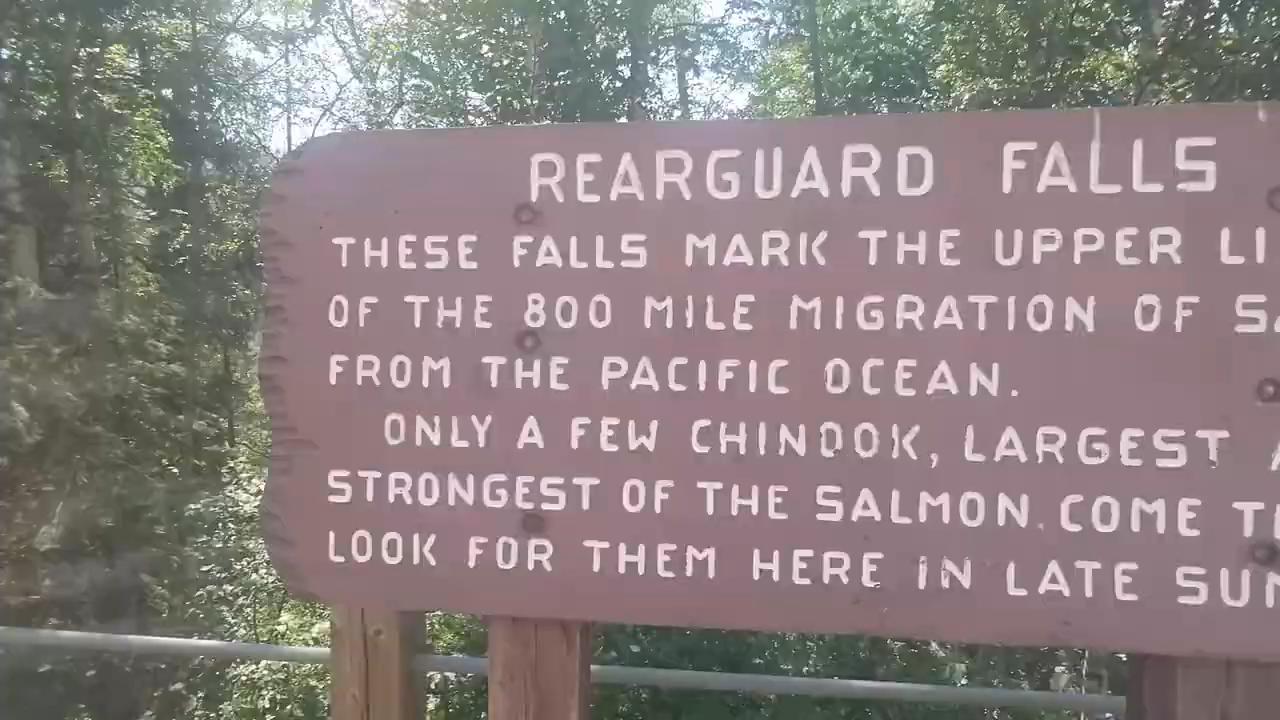 REARGUARD FALLS
THESE FALLS MARK THE UPPER LI
OF THE 800 MILE MIGRATION OF S
FROM THE PACIFIC OCEAN.
ONLY A FEW CHINOOK, LARGEST
STRONGEST OF THE SALMON, COME T
LOOK FOR THEM HERE IN LATE SUM